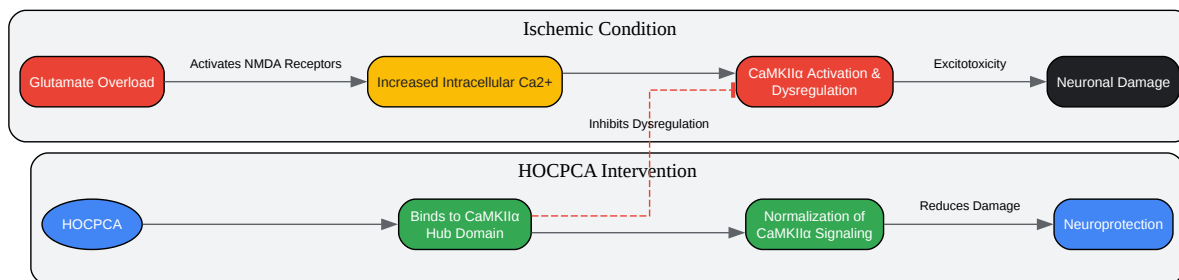 Ischemic Condition
Glutamate Overload
Activates NMDA Receptors
Increased Intracellular Ca2+
CaMKIIα Activation &
Dysregulation
Excitotoxicity
Neuronal Damage
Inhibits Dysregulation
HOCPCA Intervention
HOCPCA
Binds to CaMKIIα
Hub Domain
Normalization of
CaMKIIα Signaling
Reduces Damage
Neuroprotection